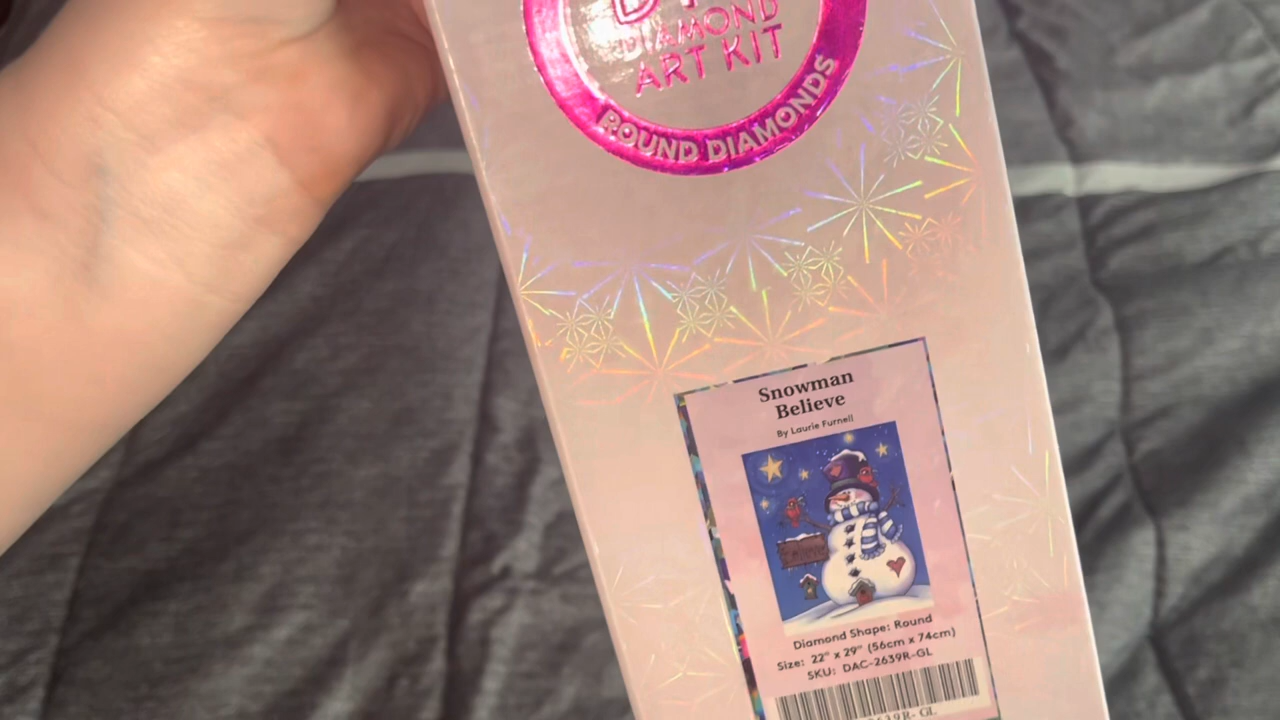 DIAMOND
ART KIT
ROUND DIAMONDS
Snowman
Believe
By Laurie Furnell
Diamond Shape: Round
Size: 22" x 29" (56cm x 74cm)
SKU: DAC-2639R-GL